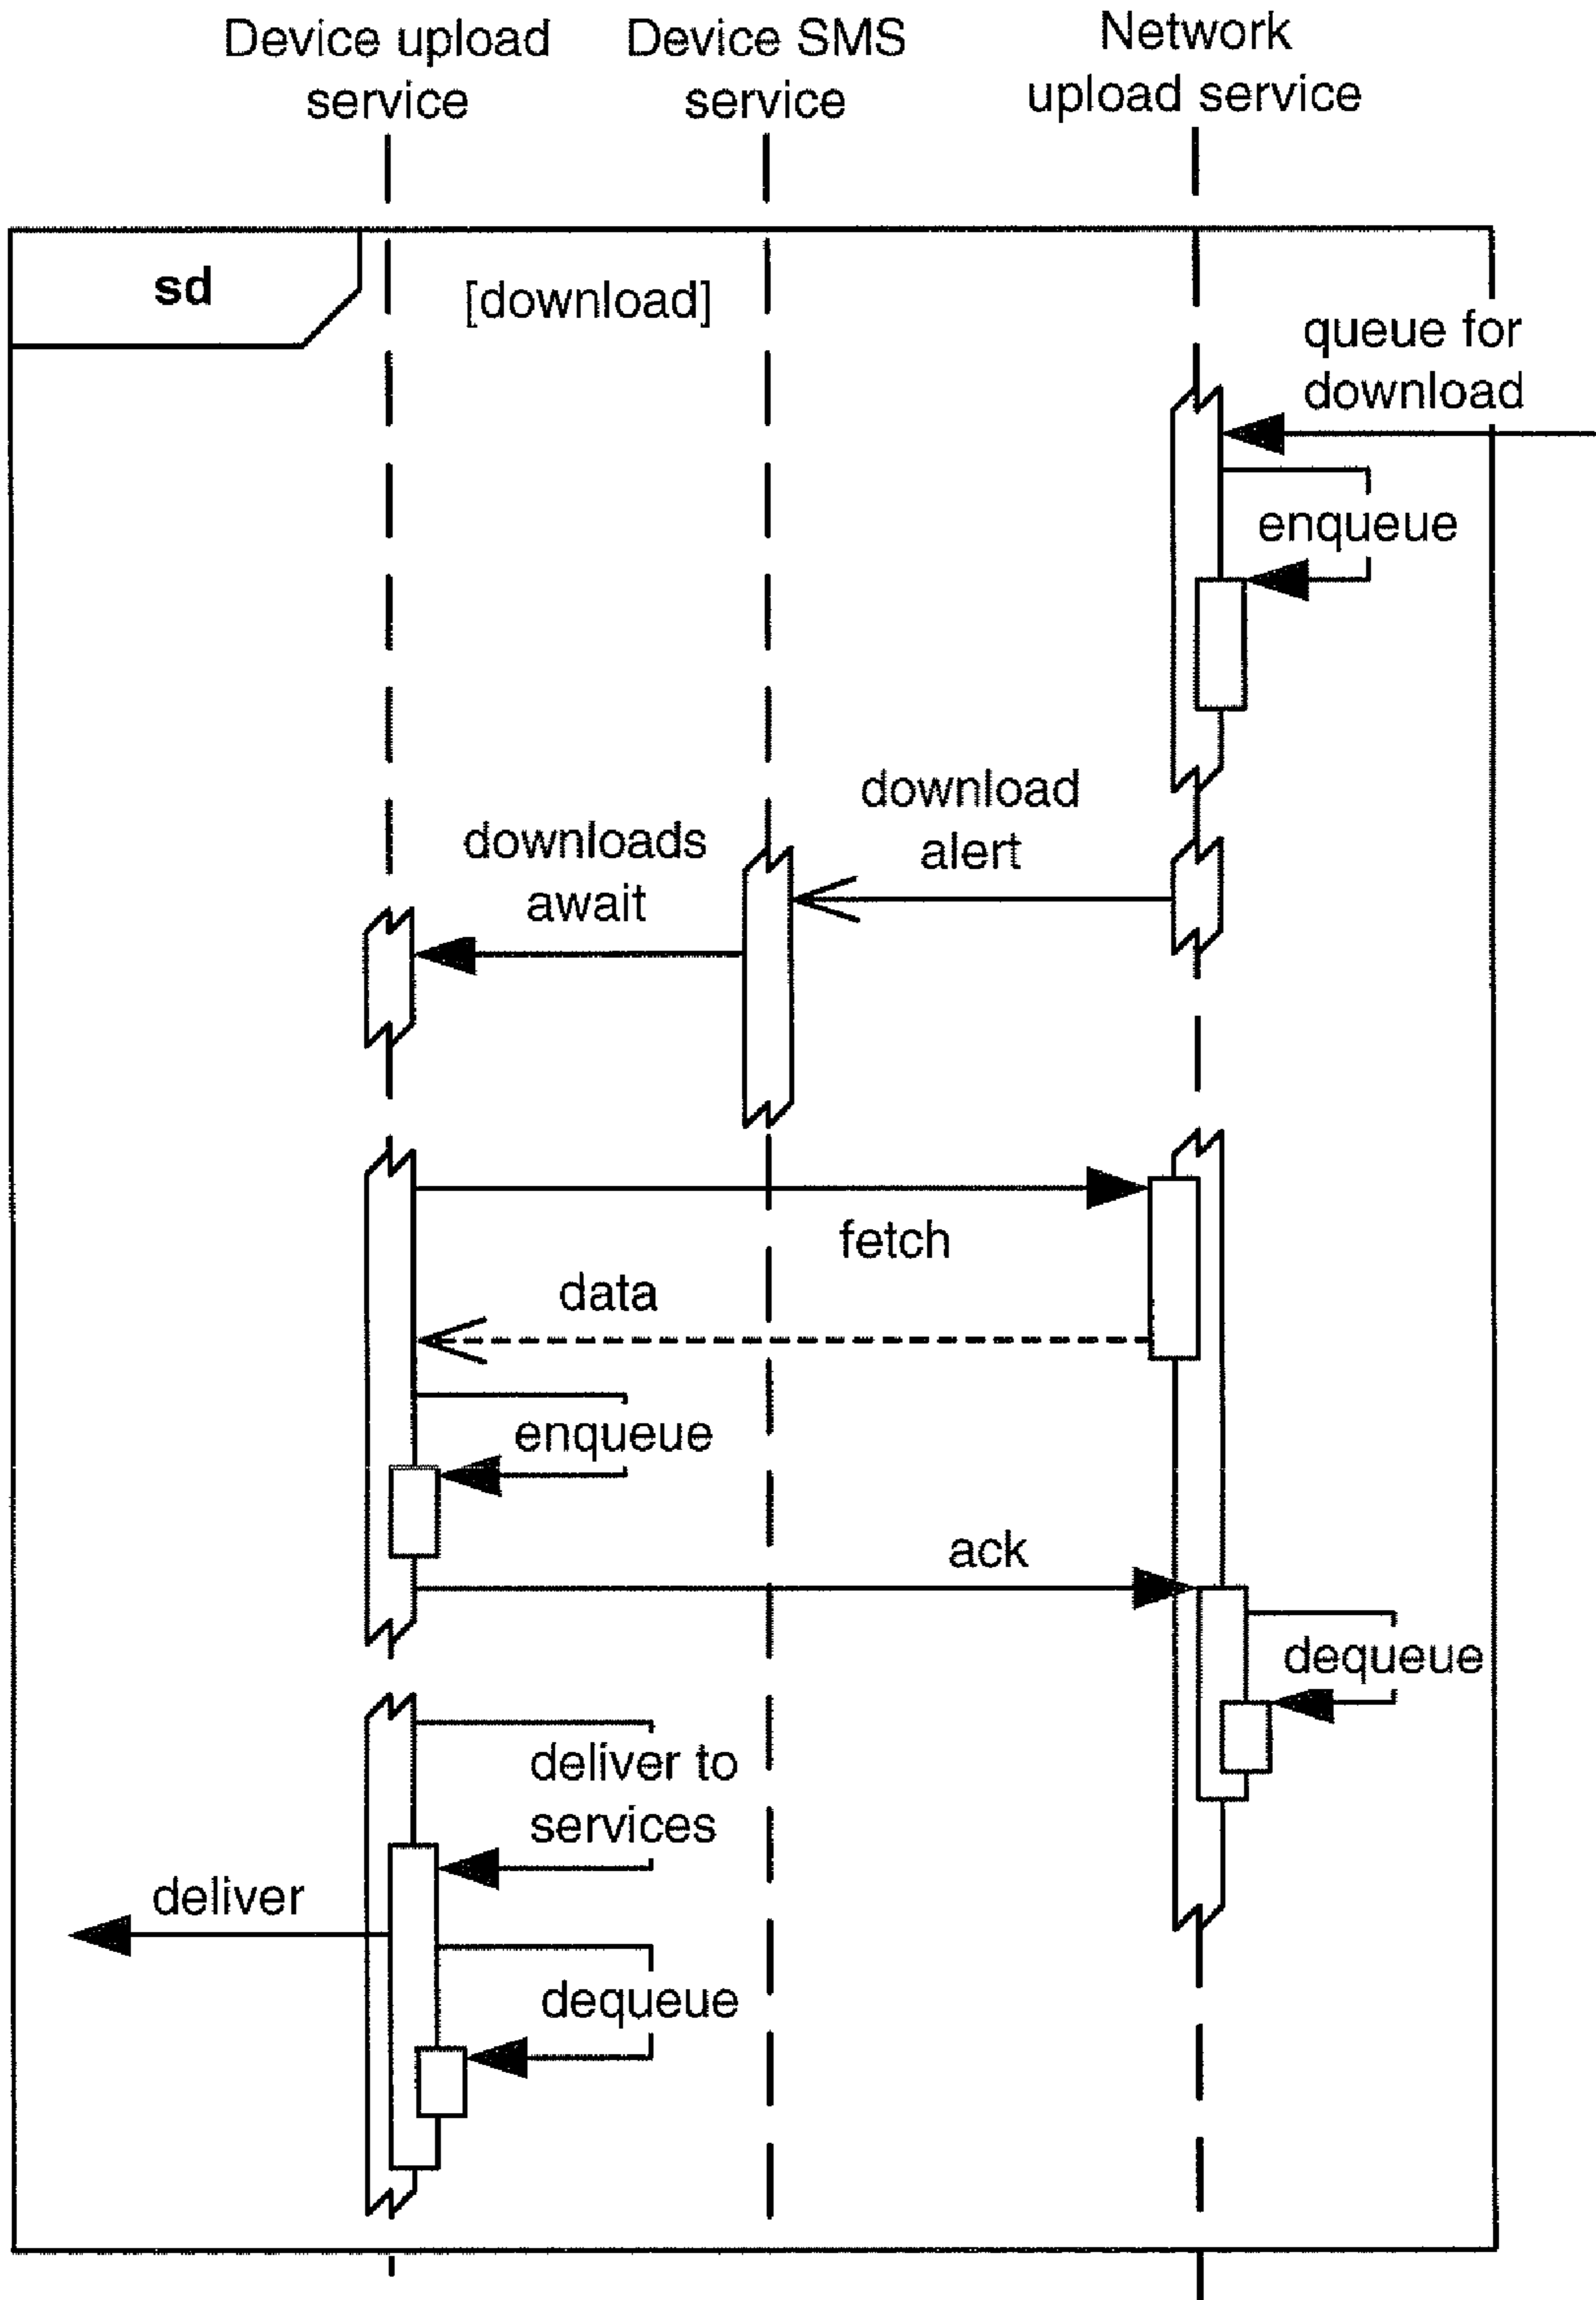 Device upload
service
Device SMS
service
Network
upload service
sd
[download]
queue for
download
enqueue
download
alert
downloads
await
fetch
data
enqueue
ack
dequeue
deliver to
services
deliver
dequeue